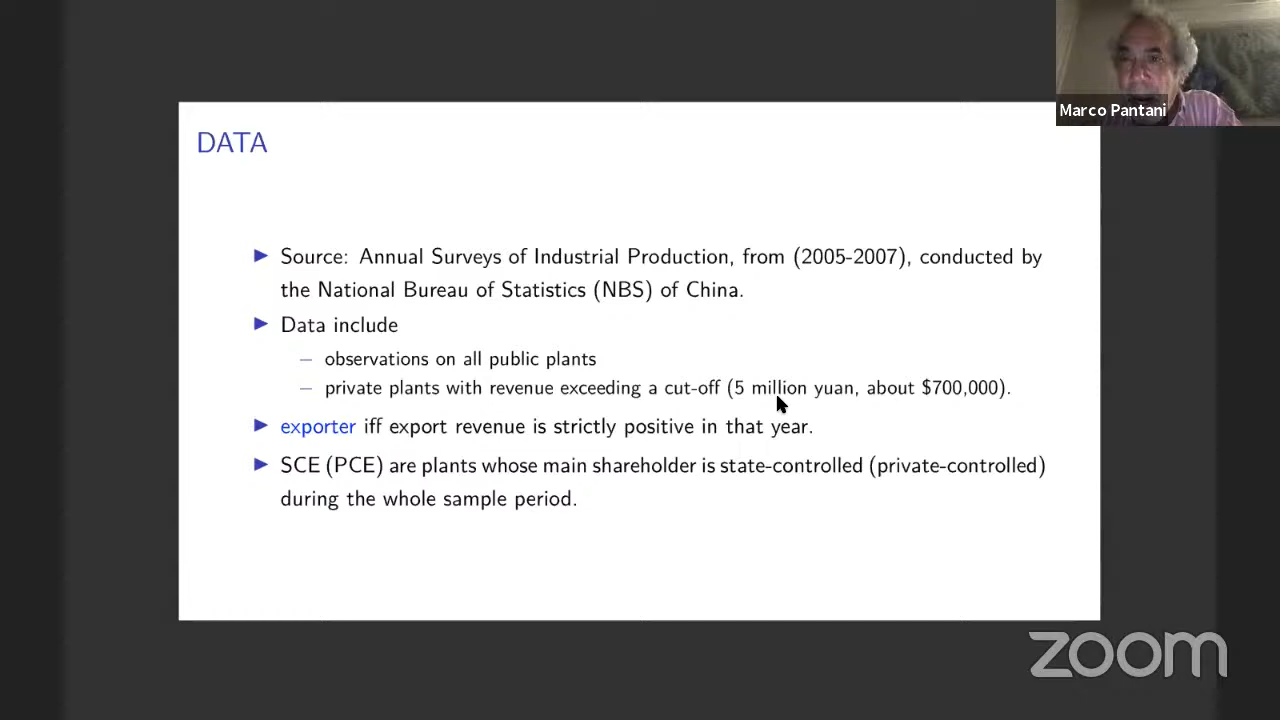 Marco Pantani
DATA
▶ Source: Annual Surveys of Industrial Production, from (2005-2007), conducted by
the National Bureau of Statistics (NBS) of China.
▶ Data include
– observations on all public plants
– private plants with revenue exceeding a cut-off (5 million yuan, about $700,000).
▶ exporter iff export revenue is strictly positive in that year.
▶ SCE (PCE) are plants whose main shareholder is state-controlled (private-controlled)
during the whole sample period.
zoom